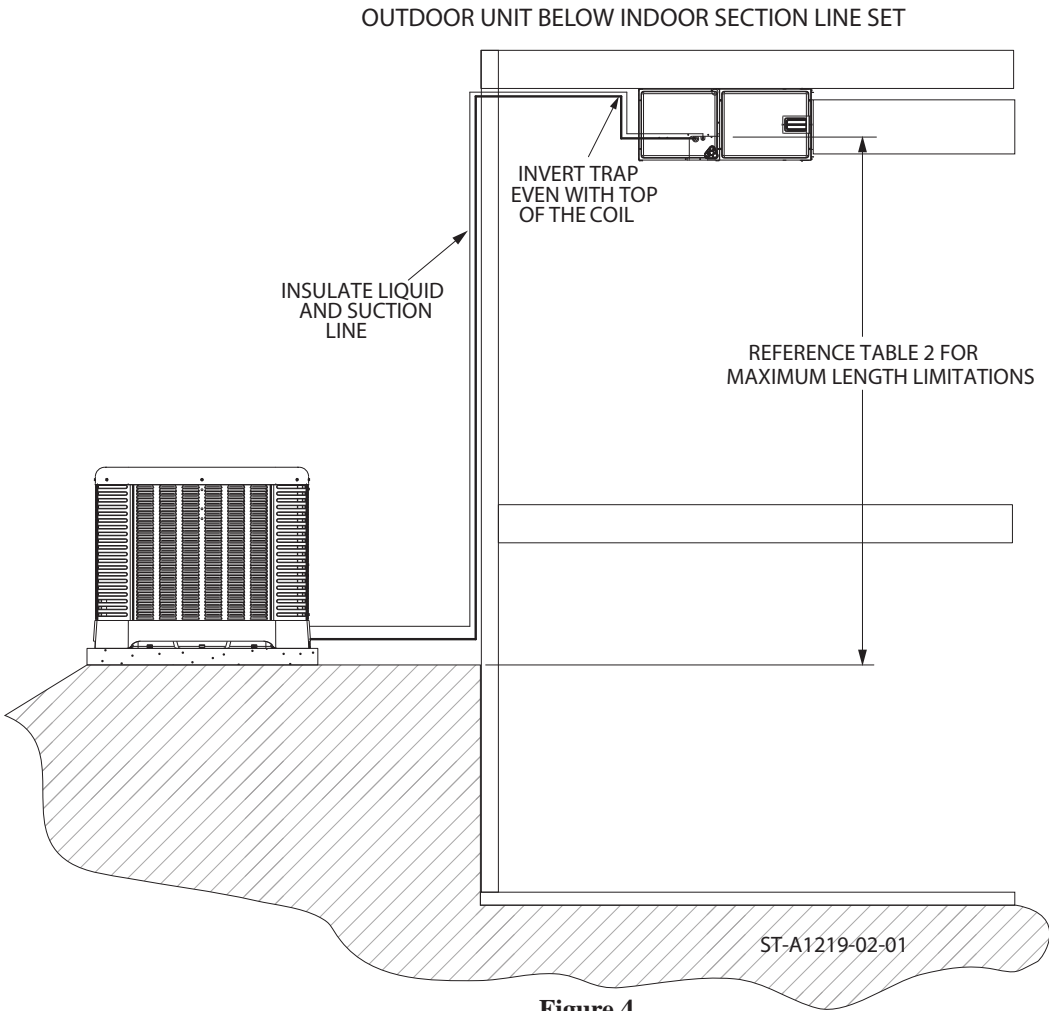 OUTDOOR UNIT BELOW INDOOR SECTION LINE SET
INVERT TRAP
EVEN WITH TOP
OF THE COIL
INSULATE LIQUID
AND SUCTION
LINE
REFERENCE TABLE 2 FOR
MAXIMUM LENGTH LIMITATIONS
ST-A1219-02-01
Figure 4